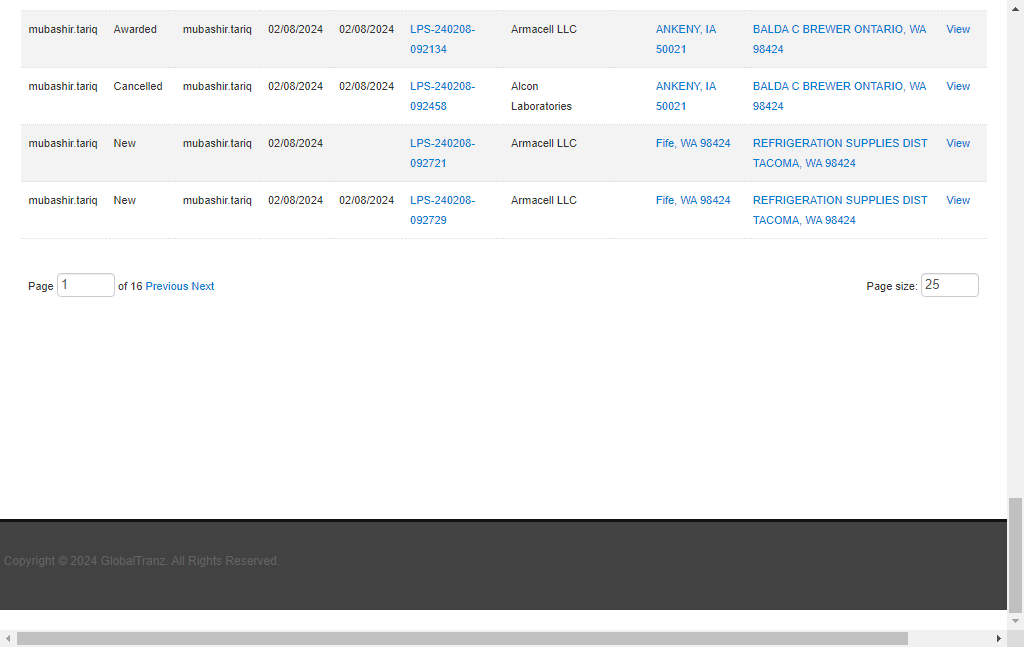 mubashir.tariq Awarded mubashir.tariq 02/08/2024 02/08/2024 LPS-240208- Armacell LLC ANKENY, IA BALDA C BREWER ONTARIO, WA View
092134 50021 98424
mubashir.tariq Cancelled mubashir.tariq 02/08/2024 02/08/2024 LPS-240208- Alcon ANKENY, IA BALDA C BREWER ONTARIO, WA View
092458 Laboratories 50021 98424
mubashir.tariq New mubashir.tariq 02/08/2024 LPS-240208- Armacell LLC Fife, WA 98424 REFRIGERATION SUPPLIES DIST View
092721 TACOMA, WA 98424
mubashir.tariq New mubashir.tariq 02/08/2024 02/08/2024 LPS-240208- Armacell LLC Fife, WA 98424 REFRIGERATION SUPPLIES DIST View
092729 TACOMA, WA 98424
Page 1 of 16 Previous Next Page size: 25
Copyright © 2024 GlobalTranz. All Rights Reserved.